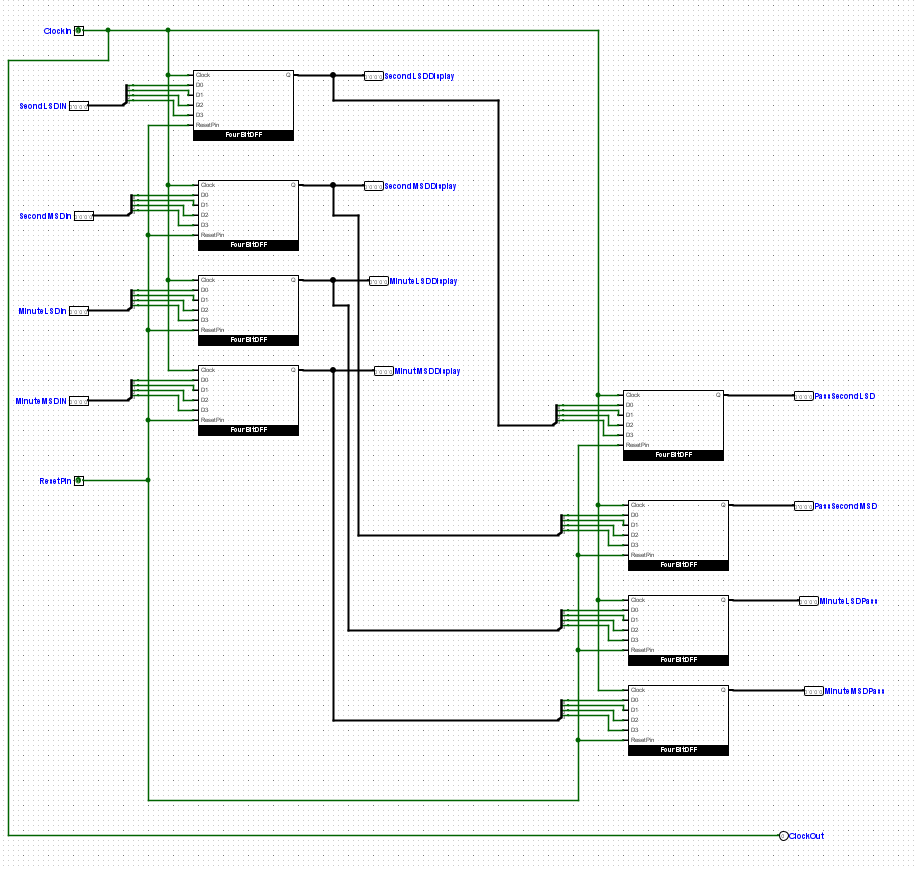 ClockIn
Clock Q
D0
D1
D2
D3
ResetPin
FourBitDFF
SecondLSDDisplay
SeondLSDIN
Clock Q
D0
D1
D2
D3
ResetPin
FourBitDFF
SecondMSDDisplay
SecondMSDin
Clock Q
D0
D1
D2
D3
ResetPin
FourBitDFF
MinuteLSDDisplay
MinuteLSDIn
Clock Q
D0
D1
D2
D3
ResetPin
FourBitDFF
MinutMSDDisplay
MinuteMSDIN
ResetPin
Clock Q
D0
D1
D2
D3
ResetPin
FourBitDFF
PassSecondLSD
Clock Q
D0
D1
D2
D3
ResetPin
FourBitDFF
PassSecondMSD
Clock Q
D0
D1
D2
D3
ResetPin
FourBitDFF
MinuteLSDPass
Clock Q
D0
D1
D2
D3
ResetPin
FourBitDFF
MinuteMSDPass
ClockOut